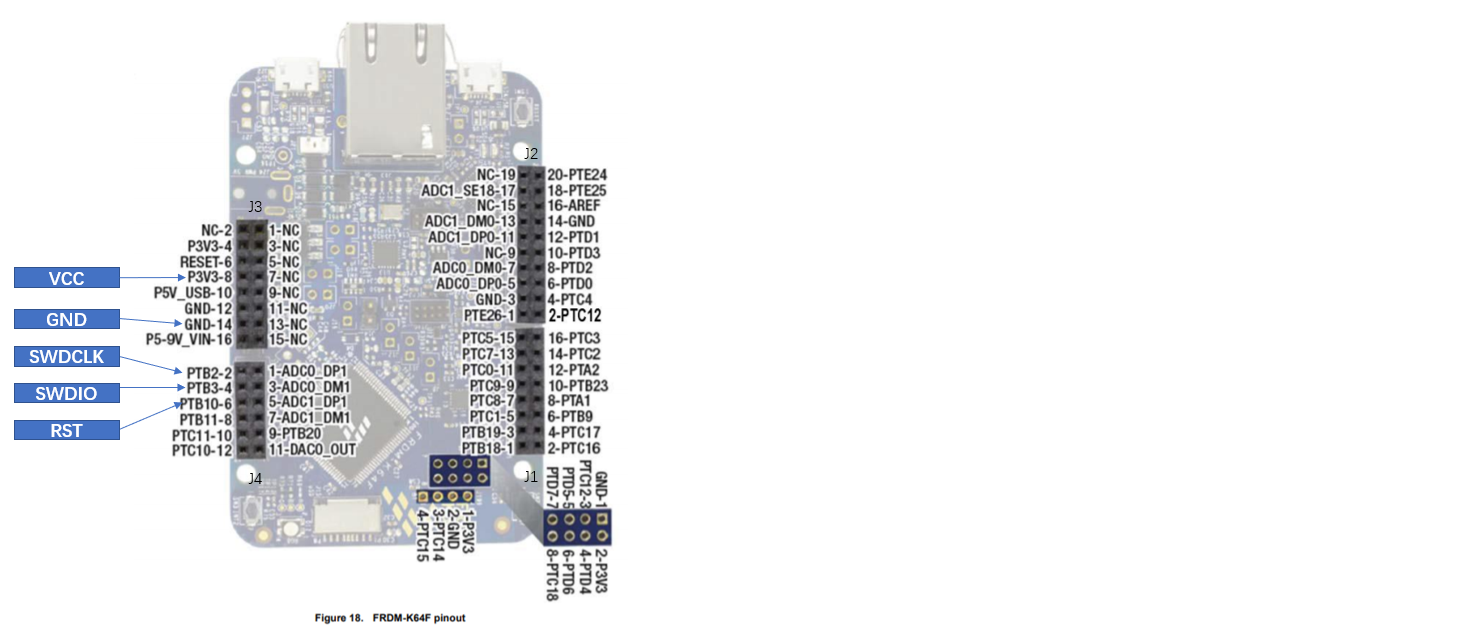 J2
NC-19
20-PTE24
ADC1_SE18-17
18-PTE25
NC-15
16-AREF
ADC1_DM0-13
14-GND
ADC1_DP0-11
12-PTD1
NC-9
10-PTD3
ADC0_DM0-7
8-PTD2
ADC0_DP0-5
6-PTD0
GND-3
4-PTC4
PTE26-1
2-PTC12
J3
NC-2
1-NC
P3V3-4
3-NC
RESET-6
5-NC
P3V3-8
7-NC
P5V_USB-10
9-NC
GND-12
11-NC
GND-14
13-NC
P5-9V_VIN-16
15-NC
VCC
GND
SWDCLK
SWDIO
RST
PTB2-2
1-ADC0_DP1
PTB3-4
3-ADC0_DM1
PTB10-6
5-ADC1_DP1
PTB11-8
7-ADC1_DM1
PTC11-10
9-PTB20
PTC10-12
11-DAC0_OUT
J4
PTC5-15
16-PTC3
PTC7-13
14-PTC2
PTC0-11
12-PTA2
PTC9-9
10-PTB23
PTC8-7
8-PTA1
PTC1-5
6-PTB9
PTB19-3
4-PTC17
PTB18-1
2-PTC16
J1
FRDM-K64F
4-PTC15
3-PTC14
2-GND
1-P3V3
PTD7-7
PTD5-5
PTC12-3
GND-1
8-PTC18
6-PTD6
4-PTD4
2-P3V3
Figure 18. FRDM-K64F pinout